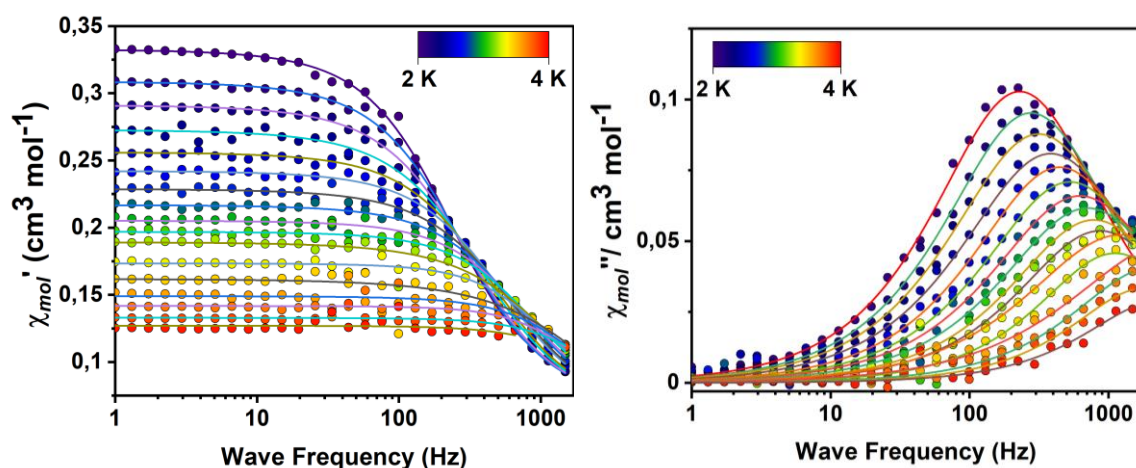 0,35
0,3
0,25
0,2
0,15
0,1
χmol' (cm³ mol⁻¹)
2 K 4 K
1 10 100 1000
Wave Frequency (Hz)
0,1
0,05
0
χmol''/ cm³ mol⁻¹)
2 K 4 K
1 10 100 1000
Wave Frequency (Hz)